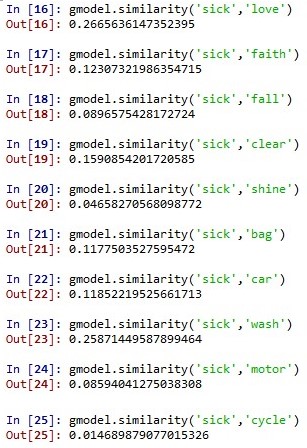 In [16]: gmodel.similarity('sick','love')
Out[16]: 0.2665636147352395
In [17]: gmodel.similarity('sick','faith')
Out[17]: 0.12307321986354715
In [18]: gmodel.similarity('sick','fall')
Out[18]: 0.0896575428172724
In [19]: gmodel.similarity('sick','clear')
Out[19]: 0.1590854201720585
In [20]: gmodel.similarity('sick','shine')
Out[20]: 0.04658270568098772
In [21]: gmodel.similarity('sick','bag')
Out[21]: 0.1177503527595472
In [22]: gmodel.similarity('sick','car')
Out[22]: 0.11852219525661713
In [23]: gmodel.similarity('sick','wash')
Out[23]: 0.25871449587899464
In [24]: gmodel.similarity('sick','motor')
Out[24]: 0.08594041275038308
In [25]: gmodel.similarity('sick','cycle')
Out[25]: 0.014689879077015326